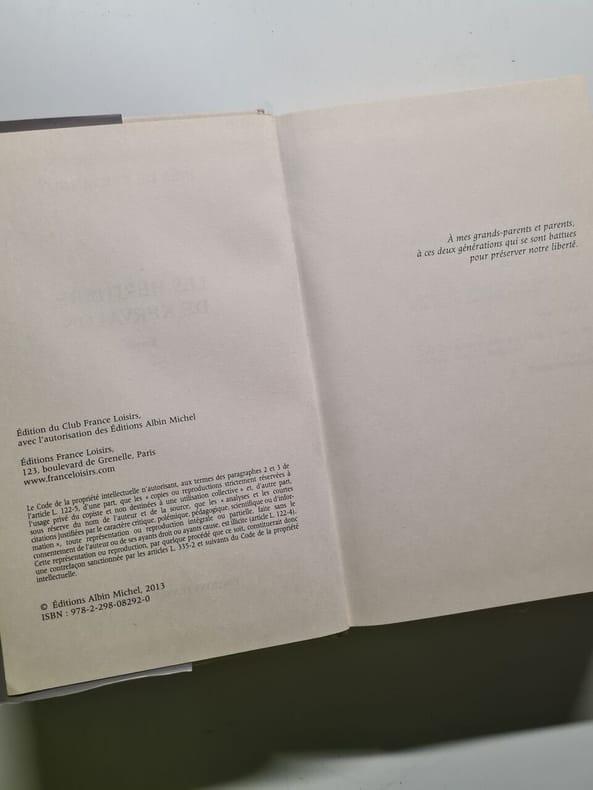 Édition du Club France Loisirs,
avec l'autorisation des Éditions Albin Michel
Éditions France Loisirs,
123, boulevard de Grenelle, Paris
www.franceloisirs.com
Le Code de la propriété intellectuelle n'autorisant, aux termes des paragraphes 2 et 3 de
l'article L. 122-5, d'une part, que les « copies ou reproductions strictement réservées à
l'usage privé du copiste et non destinées à une utilisation collective » et, d'autre part,
sous réserve du nom de l'auteur et de la source, que les « analyses et les courtes
citations justifiées par le caractère critique, polémique, pédagogique, scientifique ou d'infor-
mation », toute représentation ou reproduction intégrale ou partielle, faite sans le
consentement de l'auteur ou de ses ayants droit ou ayants cause, est illicite (article L. 122-4).
Cette représentation ou reproduction, par quelque procédé que ce soit, constituerait donc
une contrefaçon sanctionnée par les articles L. 335-2 et suivants du Code de la propriété
intellectuelle.
© Éditions Albin Michel, 2013
ISBN : 978-2-298-08292-0
À mes grands-parents et parents,
à ces deux générations qui se sont battues
pour préserver notre liberté.